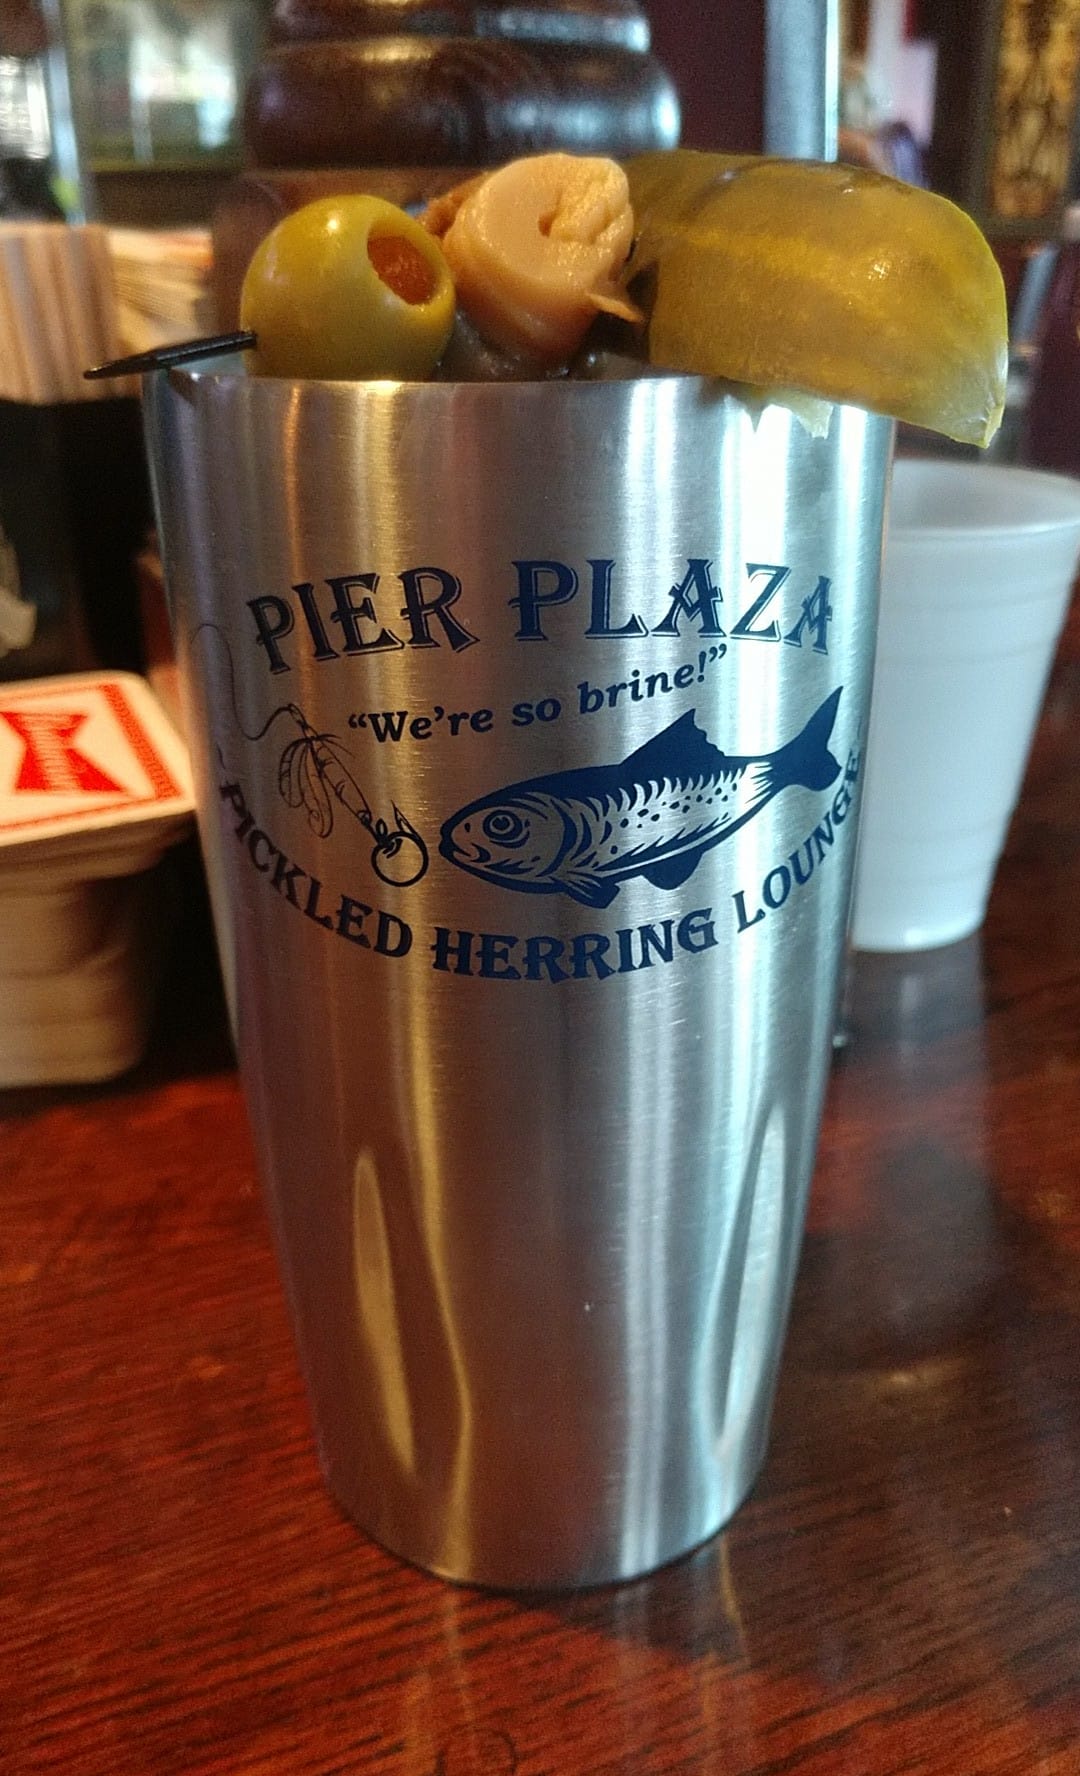 PIER PLAZA
“We’re so brine!”
PICKLED HERRING LOUNGE